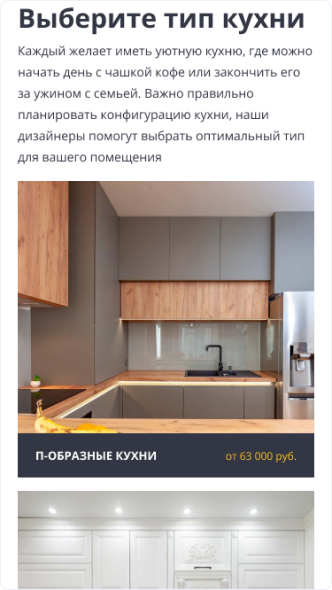 Выберите тип кухни
Каждый желает иметь уютную кухню, где можно
начать день с чашкой кофе или закончить его
за ужином с семьей. Важно правильно
планировать конфигурацию кухни, наши
дизайнеры помогут выбрать оптимальный тип
для вашего помещения
П-ОБРАЗНЫЕ КУХНИ
от 63 000 руб.